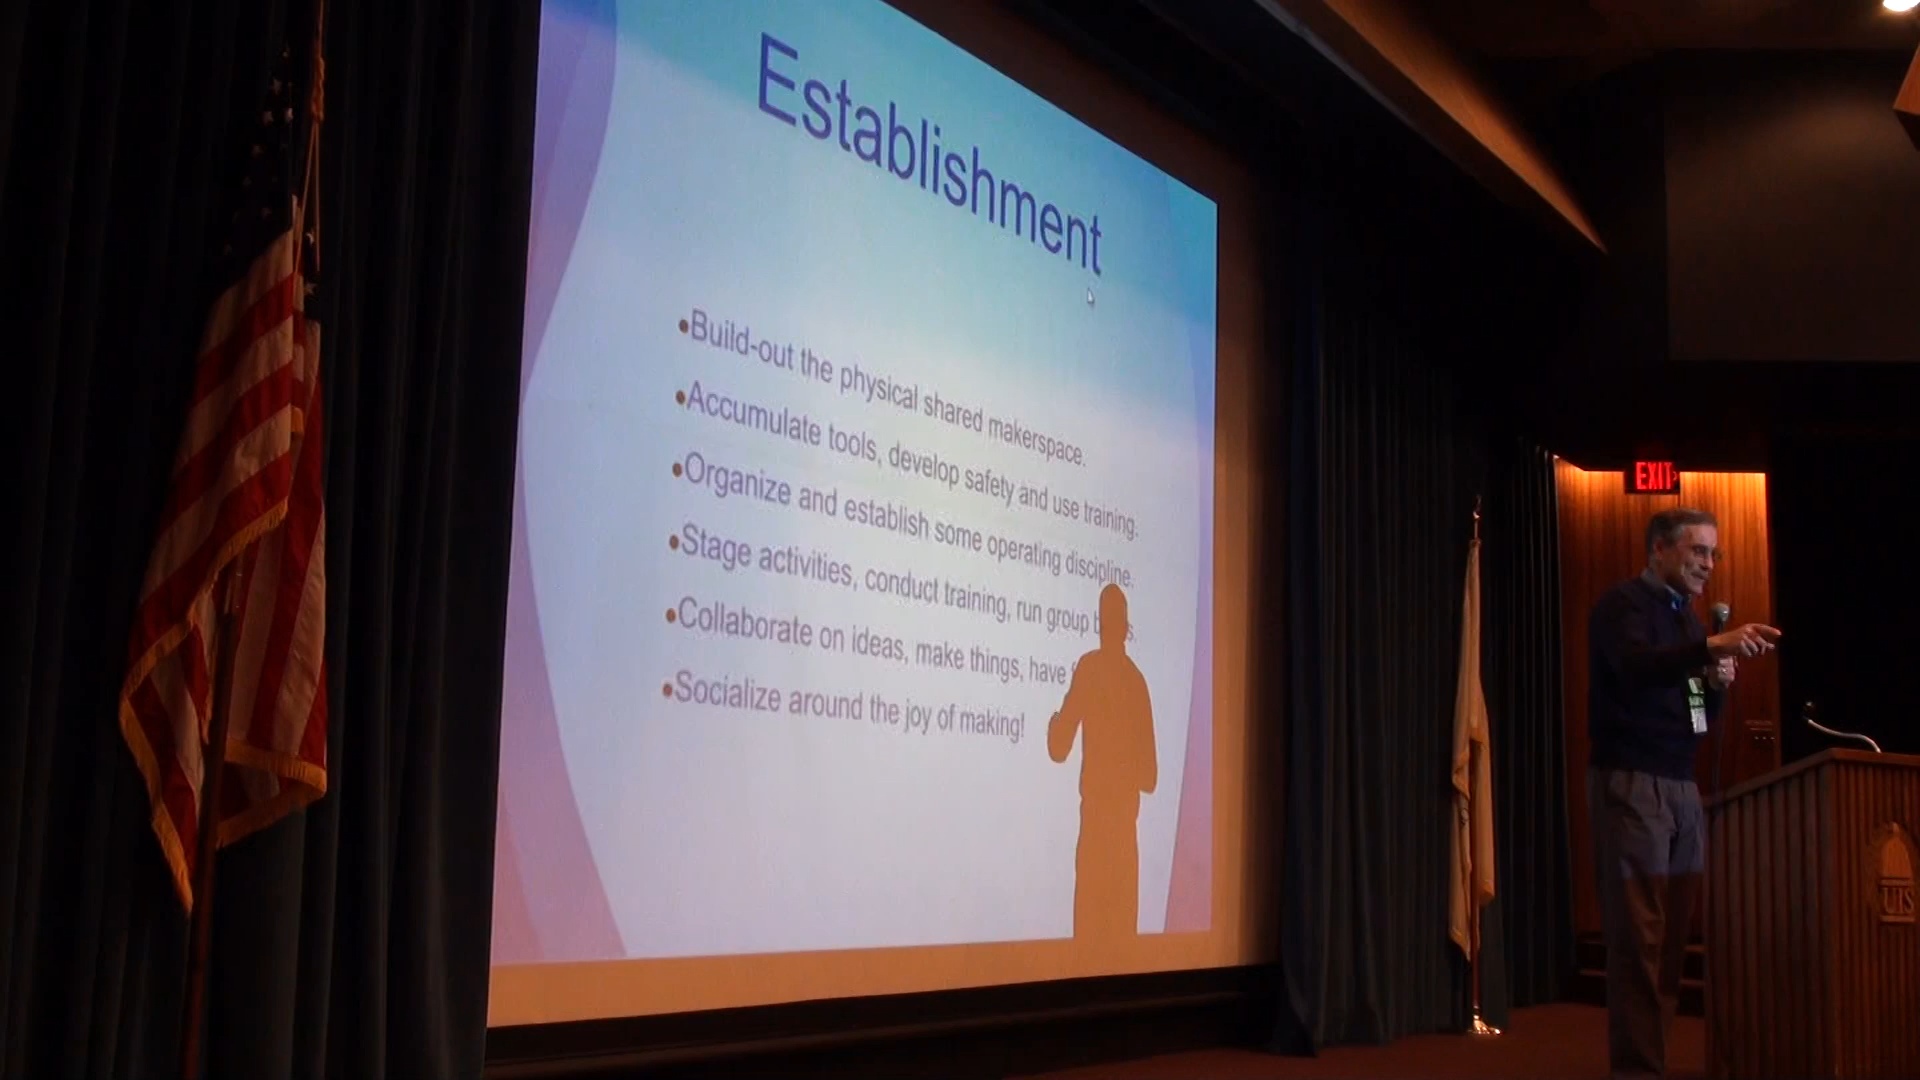 Establishment
•Build-out the physical shared makerspace.
•Accumulate tools, develop safety and use training.
•Organize and establish some operating discipline.
•Stage activities, conduct training, run group
•Collaborate on ideas, make things, have
•Socialize around the joy of making!
EXIT
UIS